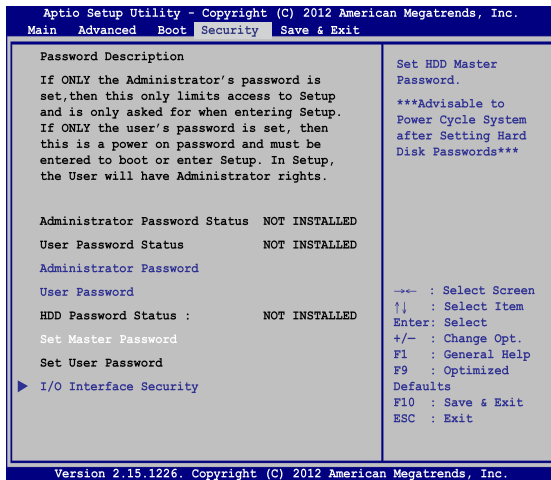 Aptio Setup Utility - Copyright (C) 2012 American Megatrends, Inc.
Main Advanced Boot Security Save & Exit
Password Description
If ONLY the Administrator's password is
set,then this only limits access to Setup
and is only asked for when entering Setup.
If ONLY the user's password is set, then
this is a power on password and must be
entered to boot or enter Setup. In Setup,
the User will have Administrator rights.
Administrator Password Status NOT INSTALLED
User Password Status NOT INSTALLED
Administrator Password
User Password
HDD Password Status : NOT INSTALLED
Set Master Password
Set User Password
I/O Interface Security
Set HDD Master
Password.
***Advisable to
Power Cycle System
after Setting Hard
Disk Passwords***
→← : Select Screen
↑↓ : Select Item
Enter: Select
+/— : Change Opt.
F1 : General Help
F9 : Optimized
Defaults
F10 : Save & Exit
ESC : Exit
Version 2.15.1226. Copyright (C) 2012 American Megatrends, Inc.